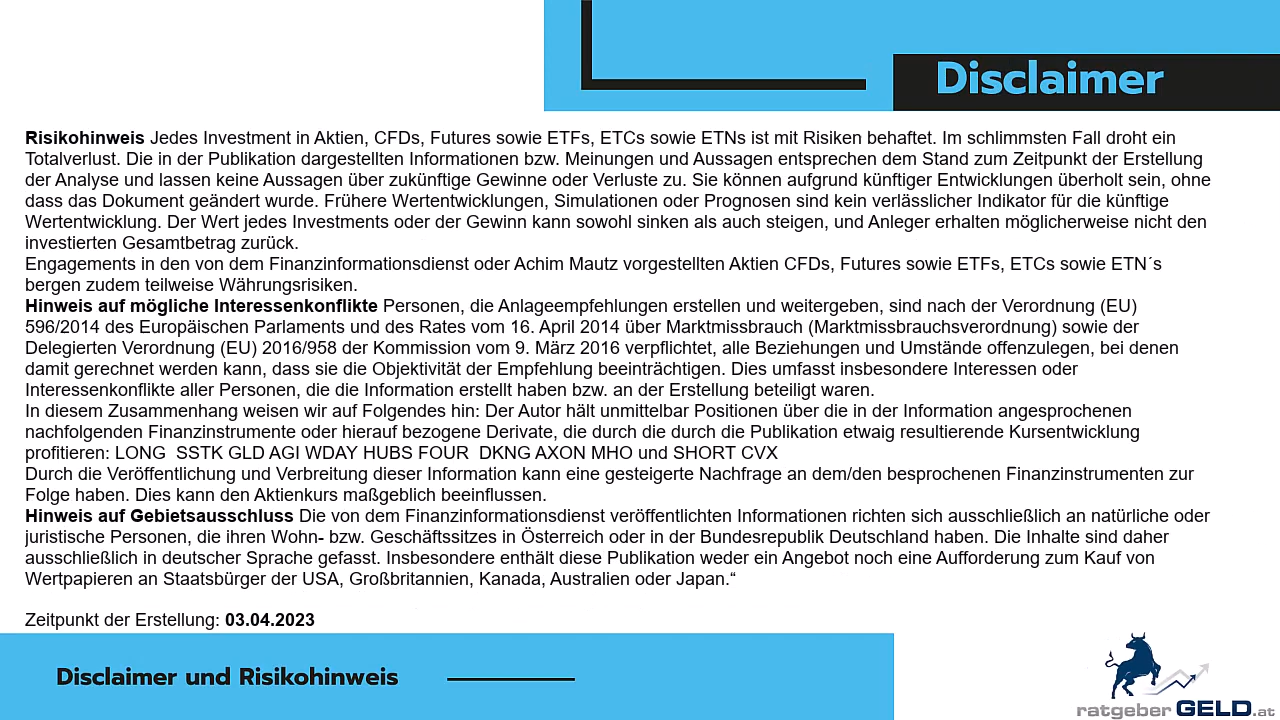 Disclaimer
Risikohinweis Jedes Investment in Aktien, CFDs, Futures sowie ETFs, ETCs sowie ETNs ist mit Risiken behaftet. Im schlimmsten Fall droht ein
Totalverlust. Die in der Publikation dargestellten Informationen bzw. Meinungen und Aussagen entsprechen dem Stand zum Zeitpunkt der Erstellung
der Analyse und lassen keine Aussagen über zukünftige Gewinne oder Verluste zu. Sie können aufgrund künftiger Entwicklungen überholt sein, ohne
dass das Dokument geändert wurde. Frühere Wertentwicklungen, Simulationen oder Prognosen sind kein verlässlicher Indikator für die künftige
Wertentwicklung. Der Wert jedes Investments oder der Gewinn kann sowohl sinken als auch steigen, und Anleger erhalten möglicherweise nicht den
investierten Gesamtbetrag zurück.
Engagements in den von dem Finanzinformationsdienst oder Achim Mautz vorgestellten Aktien CFDs, Futures sowie ETFs, ETCs sowie ETN´s
bergen zudem teilweise Währungsrisiken.
Hinweis auf mögliche Interessenkonflikte Personen, die Anlageempfehlungen erstellen und weitergeben, sind nach der Verordnung (EU)
596/2014 des Europäischen Parlaments und des Rates vom 16. April 2014 über Marktmissbrauch (Marktmissbrauchsverordnung) sowie der
Delegierten Verordnung (EU) 2016/958 der Kommission vom 9. März 2016 verpflichtet, alle Beziehungen und Umstände offenzulegen, bei denen
damit gerechnet werden kann, dass sie die Objektivität der Empfehlung beeinträchtigen. Dies umfasst insbesondere Interessen oder
Interessenkonflikte aller Personen, die die Information erstellt haben bzw. an der Erstellung beteiligt waren.
In diesem Zusammenhang weisen wir auf Folgendes hin: Der Autor hält unmittelbar Positionen über die in der Information angesprochenen
nachfolgenden Finanzinstrumente oder hierauf bezogene Derivate, die durch die durch die Publikation etwaig resultierende Kursentwicklung
profitieren: LONG  SSTK GLD AGI WDAY HUBS FOUR  DKNG AXON MHO und SHORT CVX
Durch die Veröffentlichung und Verbreitung dieser Information kann eine gesteigerte Nachfrage an dem/den besprochenen Finanzinstrumenten zur
Folge haben. Dies kann den Aktienkurs maßgeblich beeinflussen.
Hinweis auf Gebietsausschluss Die von dem Finanzinformationsdienst veröffentlichten Informationen richten sich ausschließlich an natürliche oder
juristische Personen, die ihren Wohn- bzw. Geschäftssitzes in Österreich oder in der Bundesrepublik Deutschland haben. Die Inhalte sind daher
ausschließlich in deutscher Sprache gefasst. Insbesondere enthält diese Publikation weder ein Angebot noch eine Aufforderung zum Kauf von
Wertpapieren an Staatsbürger der USA, Großbritannien, Kanada, Australien oder Japan.“
Zeitpunkt der Erstellung: 03.04.2023
Disclaimer und Risikohinweis
ratgeber GELD.at